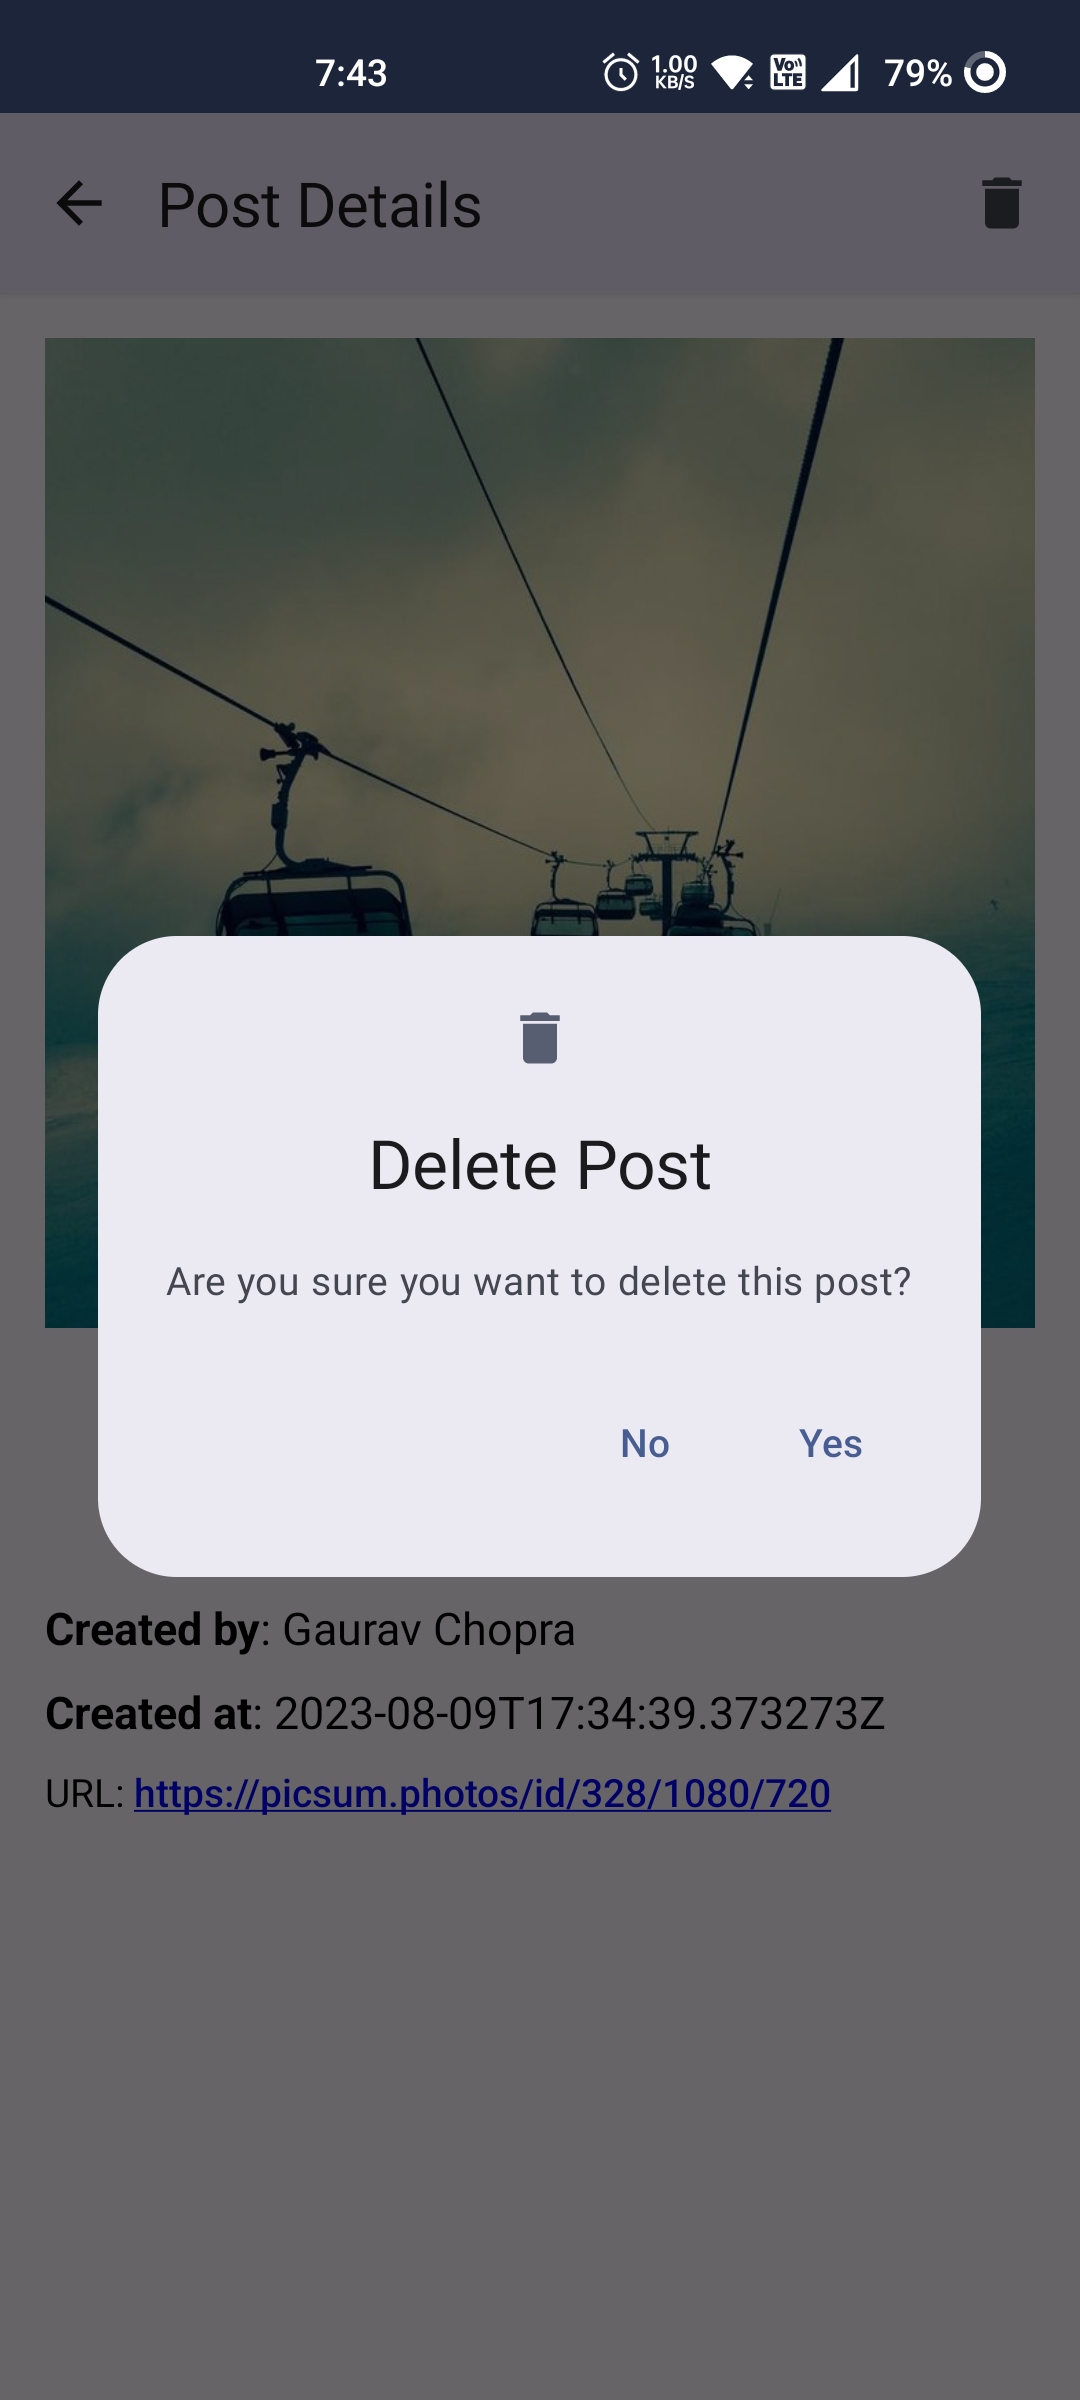 7:43 1.00 KB/S Vo LTE 79%
Post Details
Delete Post
Are you sure you want to delete this post?
No Yes
Created by: Gaurav Chopra
Created at: 2023-08-09T17:34:39.373273Z
URL: https://picsum.photos/id/328/1080/720